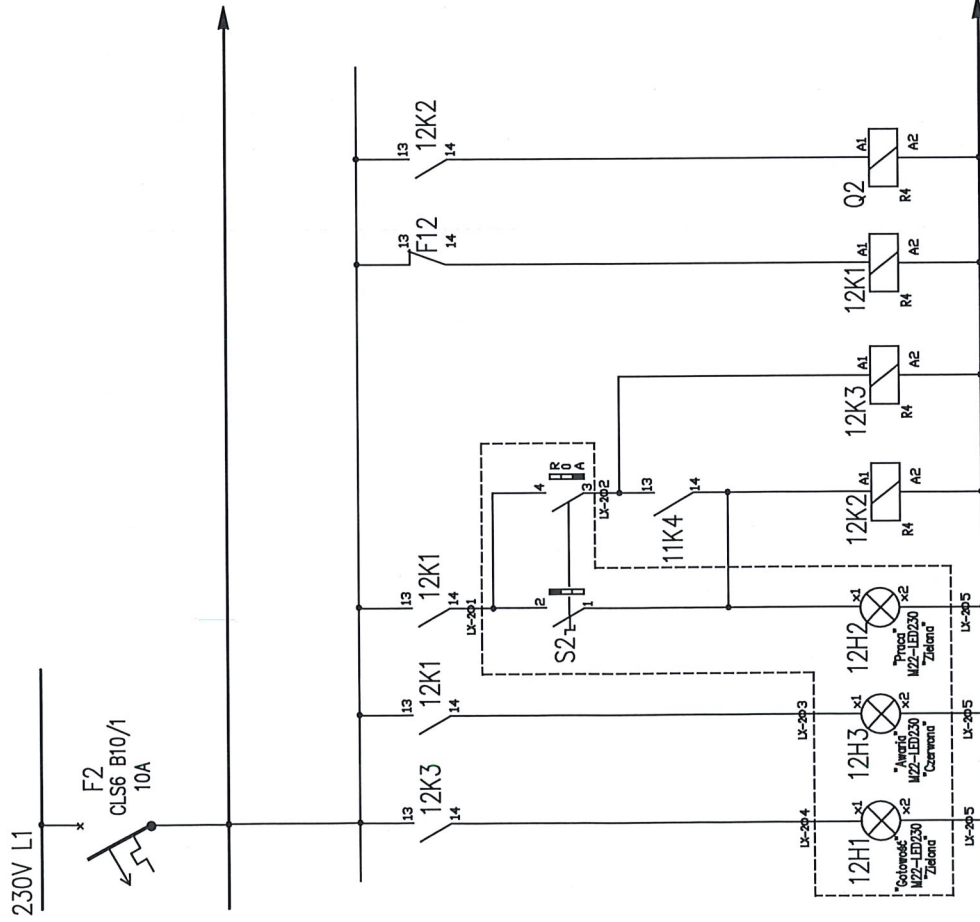 230V L1
F2
CLS6 B10/1
10A
13
12K3
14
13
12K1
14
13
12K1
14
LX-201
13
F12
14
13
12K2
14
2
S2
1
4
R
0
A
3
LX-202
13
11K4
14
LX-204
LX-203
12H1
x1
x2
"Gotowość"
M22-LED230
"Zielona"
LX-205
12H3
x1
x2
"Awaria"
M22-LED230
"Czerwona"
LX-205
12H2
x1
x2
"Praca"
M22-LED230
"Zielona"
LX-205
12K2
A1
A2
R4
12K3
A1
A2
R4
12K1
A1
A2
R4
Q2
A1
A2
R4